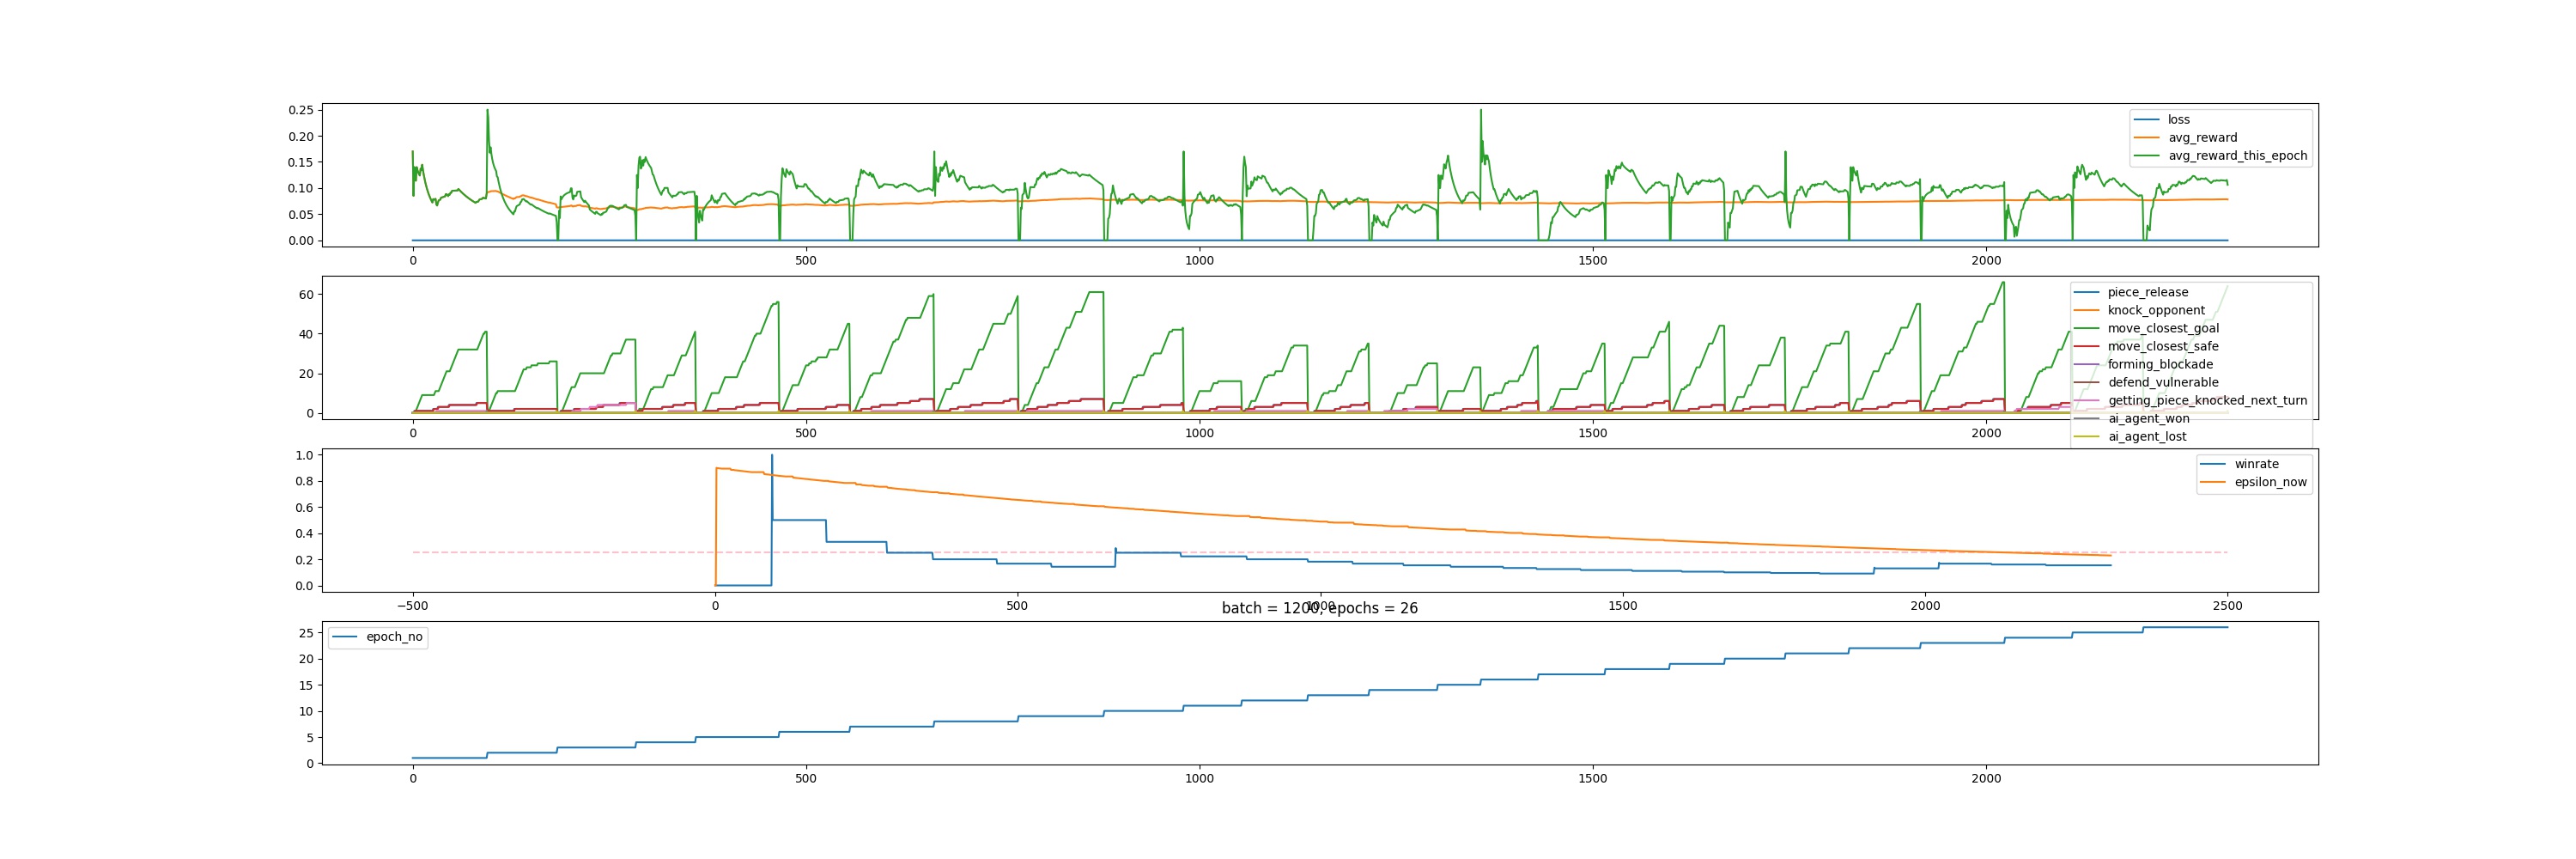 0.25
0.20
0.15
0.10
0.05
0.00
loss
avg_reward
avg_reward_this_epoch
0 500 1000 1500 2000
60
40
20
0
piece_release
knock_opponent
move_closest_goal
move_closest_safe
forming_blockade
defend_vulnerable
getting_piece_knocked_next_turn
ai_agent_won
ai_agent_lost
0 500 1000 1500 2000
1.0
0.8
0.6
0.4
0.2
0.0
winrate
epsilon_now
−500 0 500 1000 1500 2000 2500
batch = 1200, epochs = 26
25
20
15
10
5
0
epoch_no
0 500 1000 1500 2000